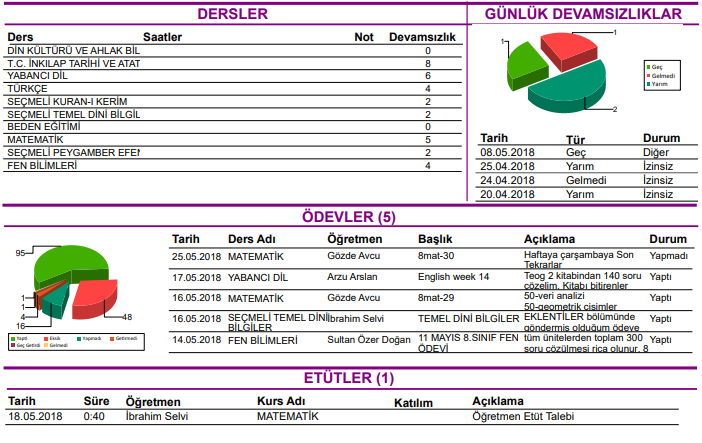 DERSLER
Ders Saatler Not Devamsızlık
DİN KÜLTÜRÜ VE AHLAK BİL 0
T.C. İNKILAP TARİHİ VE ATAT 8
YABANCI DİL 6
TÜRKÇE 4
SEÇMELİ KURAN-I KERİM 2
SEÇMELİ TEMEL DİNİ BİLGİL 2
BEDEN EĞİTİMİ 0
MATEMATİK 5
SEÇMELİ PEYGAMBER EFEN 2
FEN BİLİMLERİ 4
GÜNLÜK DEVAMSIZLIKLAR
1
1
2
Geç
Gelmedi
Yarım
Tarih Tür Durum
08.05.2018 Geç Diğer
25.04.2018 Yarım İzinsiz
24.04.2018 Gelmedi İzinsiz
20.04.2018 Yarım İzinsiz
ÖDEVLER (5)
95
1
1
4
16
48
Yaptı Eksik Yapmadı Getirmedi
Geç Getirdi Gelmedi
Tarih Ders Adı Öğretmen Başlık Açıklama Durum
25.05.2018 MATEMATİK Gözde Avcu 8mat-30 Haftaya çarşambaya Son Yapmadı
Tekrarlar
17.05.2018 YABANCI DİL Arzu Arslan English week 14 Teog 2 kitabindan 140 soru Yaptı
çözelim. Kitabı bitirenler
16.05.2018 MATEMATİK Gözde Avcu 8mat-29 50-veri analizi Yaptı
50-geometrik cisimler
16.05.2018 SEÇMELİ TEMEL DİNİ İbrahim Selvi TEMEL DİNİ BİLGİLER EKLENTİLER bölümünde Yaptı
BİLGİLER göndermiş olduğum ödeve
14.05.2018 FEN BİLİMLERİ Sultan Özer Doğan 11 MAYIS 8.SINIF FEN tüm ünitelerden toplam 300 Yaptı
ÖDEVİ soru çözülmesi rica olunur. 8
ETÜTLER (1)
Tarih Süre Öğretmen Kurs Adı Katılım Açıklama
18.05.2018 0:40 İbrahim Selvi MATEMATİK Öğretmen Etüt Talebi